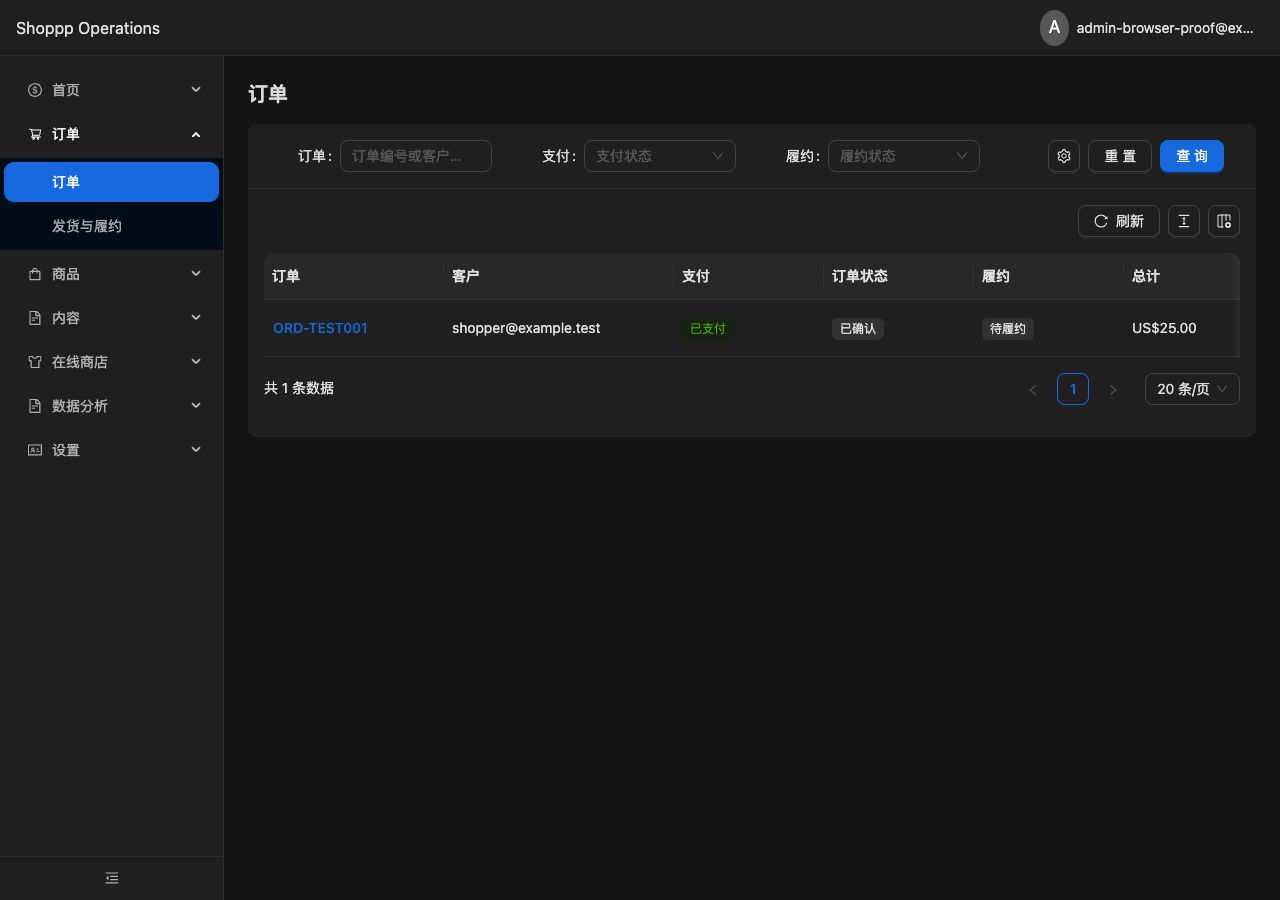 Shoppp Operations
A
admin-browser-proof@ex...
首页
订单
订单
发货与履约
商品
内容
在线商店
数据分析
设置
订单
订单 :
订单编号或客户...
支付 :
支付状态
履约 :
履约状态
重 置
查 询
刷新
订单 客户 支付 订单状态 履约 总计
ORD-TEST001 shopper@example.test 已支付 已确认 待履约 US$25.00
共 1 条数据
1
20 条/页